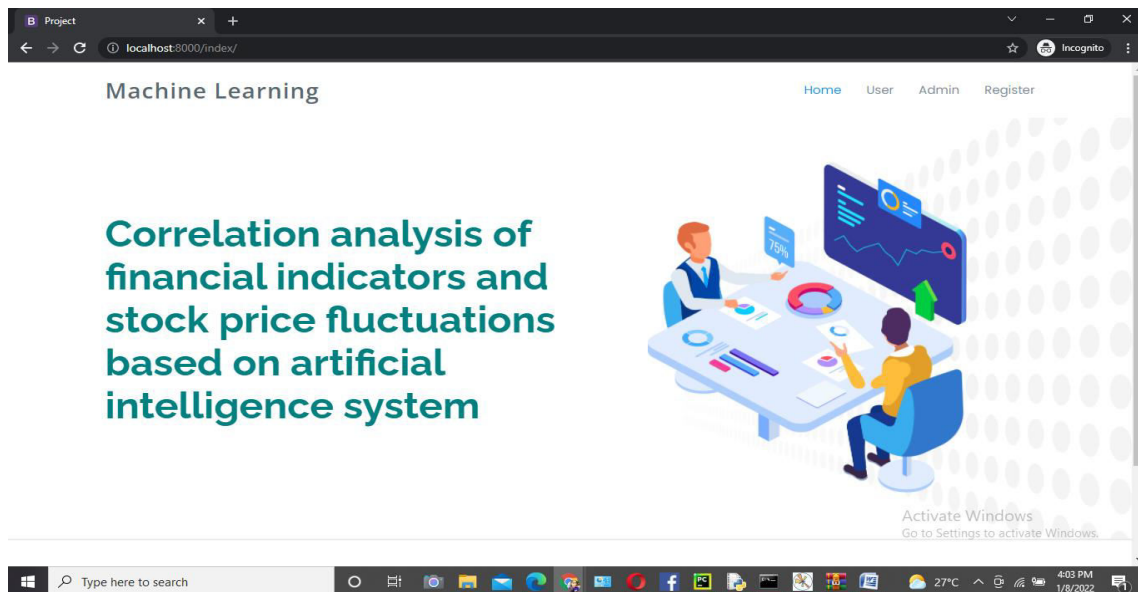 B Project
localhost:8000/index/
Incognito
Machine Learning
Home User Admin Register
Correlation analysis of
financial indicators and
stock price fluctuations
based on artificial
intelligence system
75%
Activate Windows
Go to Settings to activate Windows.
Type here to search
PC
27°C
4:03 PM
1/8/2022